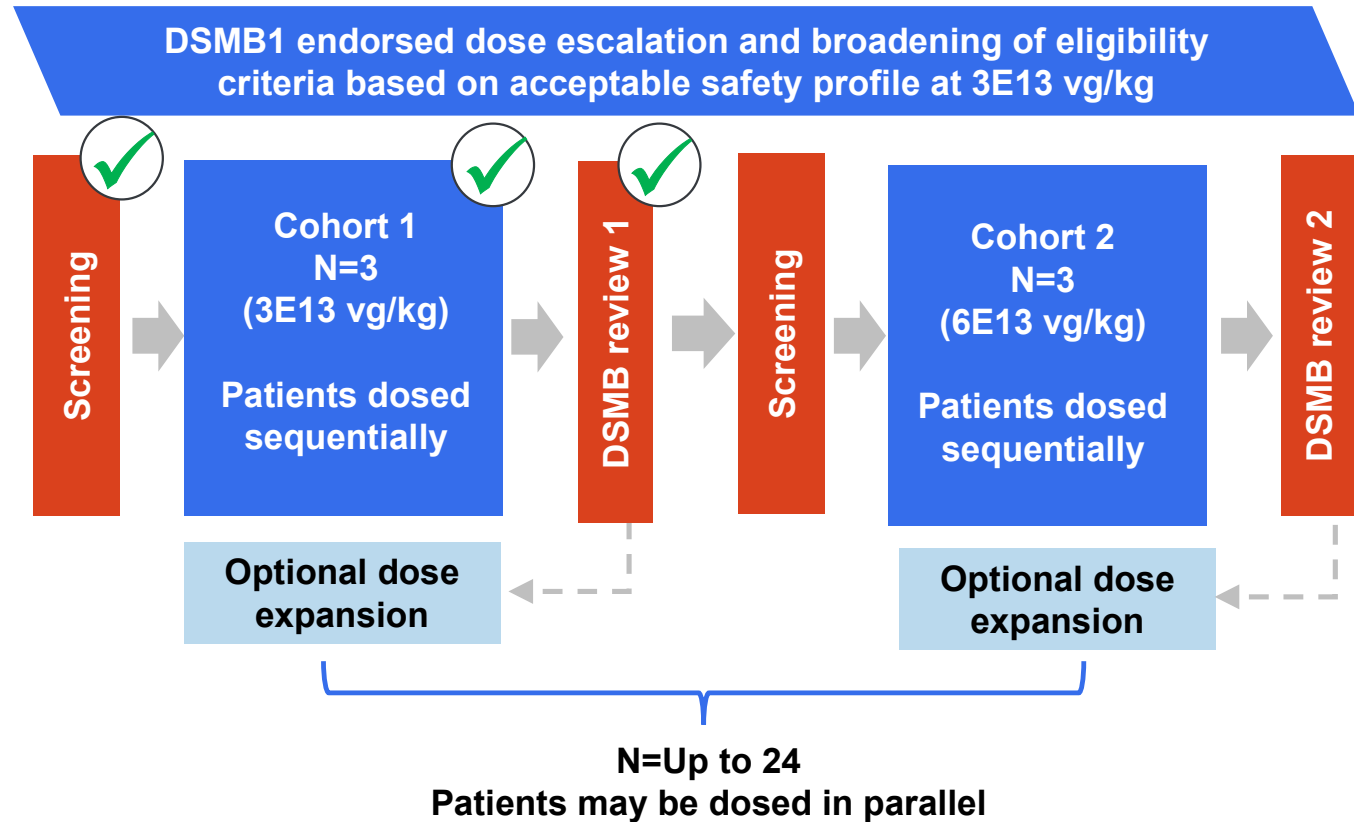 DSMB1 endorsed dose escalation and broadening of eligibility
criteria based on acceptable safety profile at 3E13 vg/kg
Screening
Cohort 1
N=3
(3E13 vg/kg)
Patients dosed
sequentially
DSMB review 1
Screening
Cohort 2
N=3
(6E13 vg/kg)
Patients dosed
sequentially
DSMB review 2
Optional dose
expansion
Optional dose
expansion
N=Up to 24
Patients may be dosed in parallel